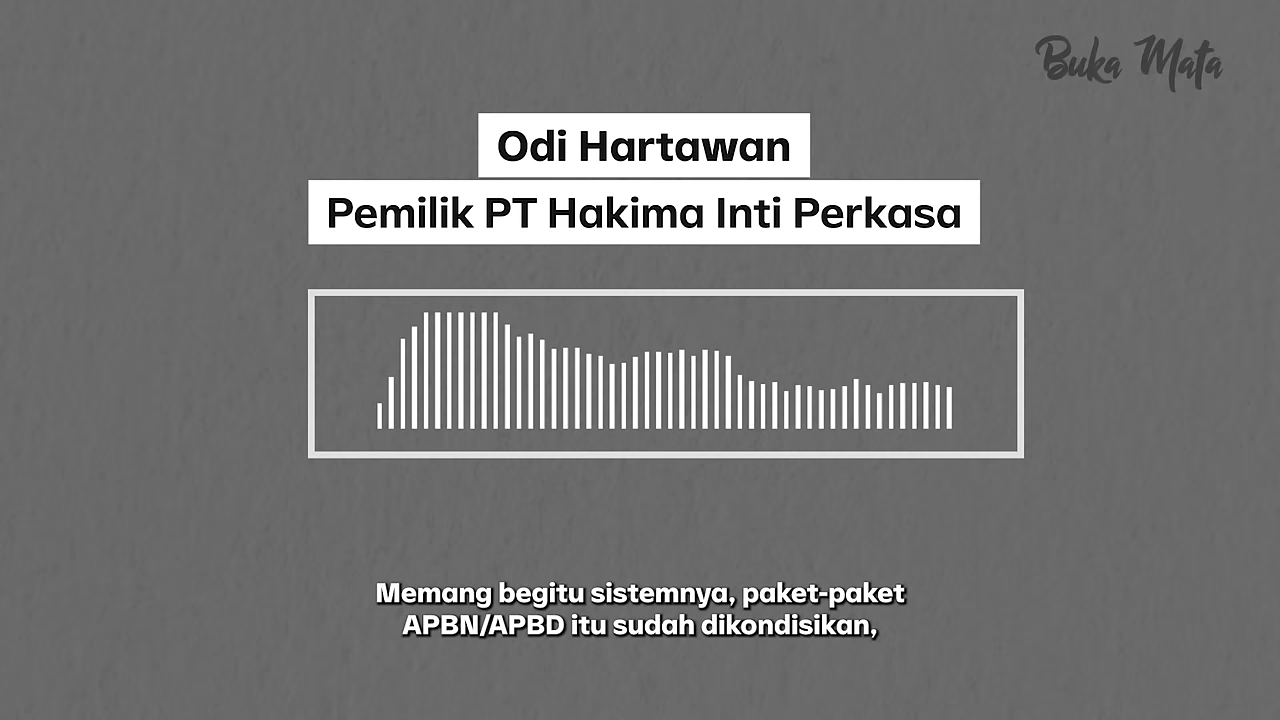 Buka Mata
Odi Hartawan
Pemilik PT Hakima Inti Perkasa
Memang begitu sistemnya, paket-paket
APBN/APBD itu sudah dikondisikan,